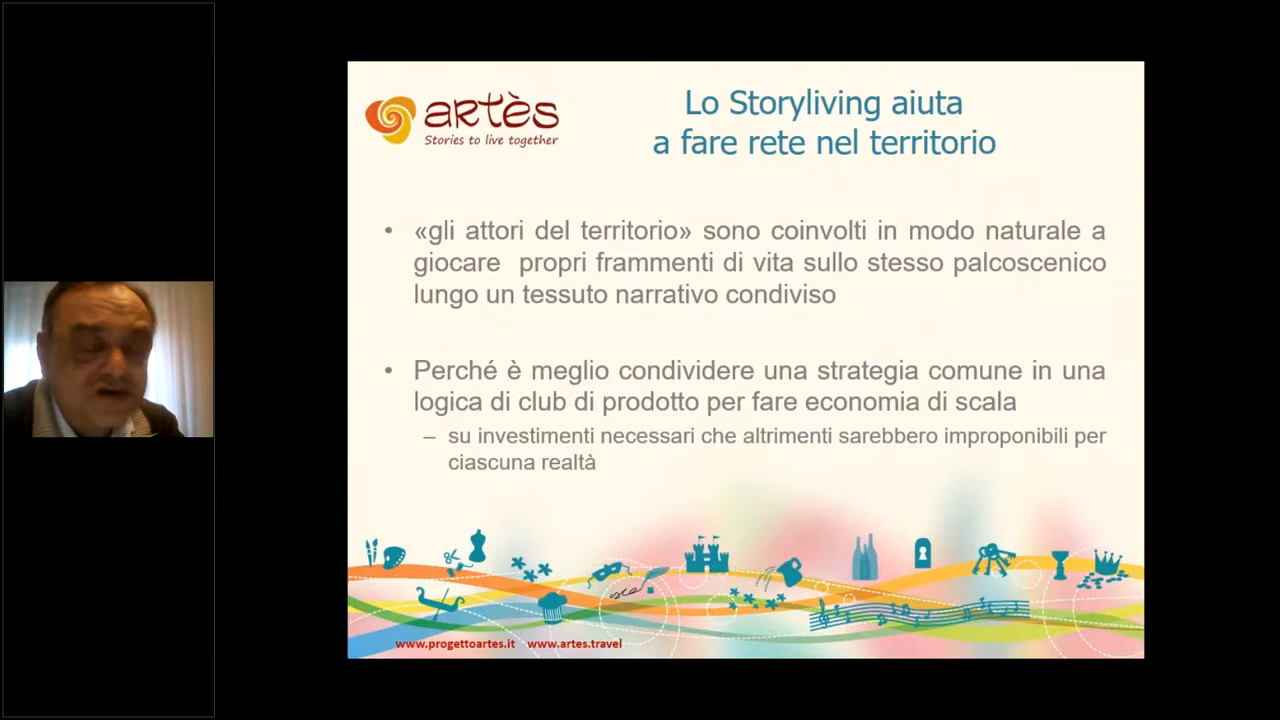 artès
Stories to live together
Lo Storyliving aiuta
a fare rete nel territorio
• «gli attori del territorio» sono coinvolti in modo naturale a
giocare propri frammenti di vita sullo stesso palcoscenico
lungo un tessuto narrativo condiviso
• Perché è meglio condividere una strategia comune in una
logica di club di prodotto per fare economia di scala
– su investimenti necessari che altrimenti sarebbero improponibili per
ciascuna realtà
www.progettoartes.it www.artes.travel